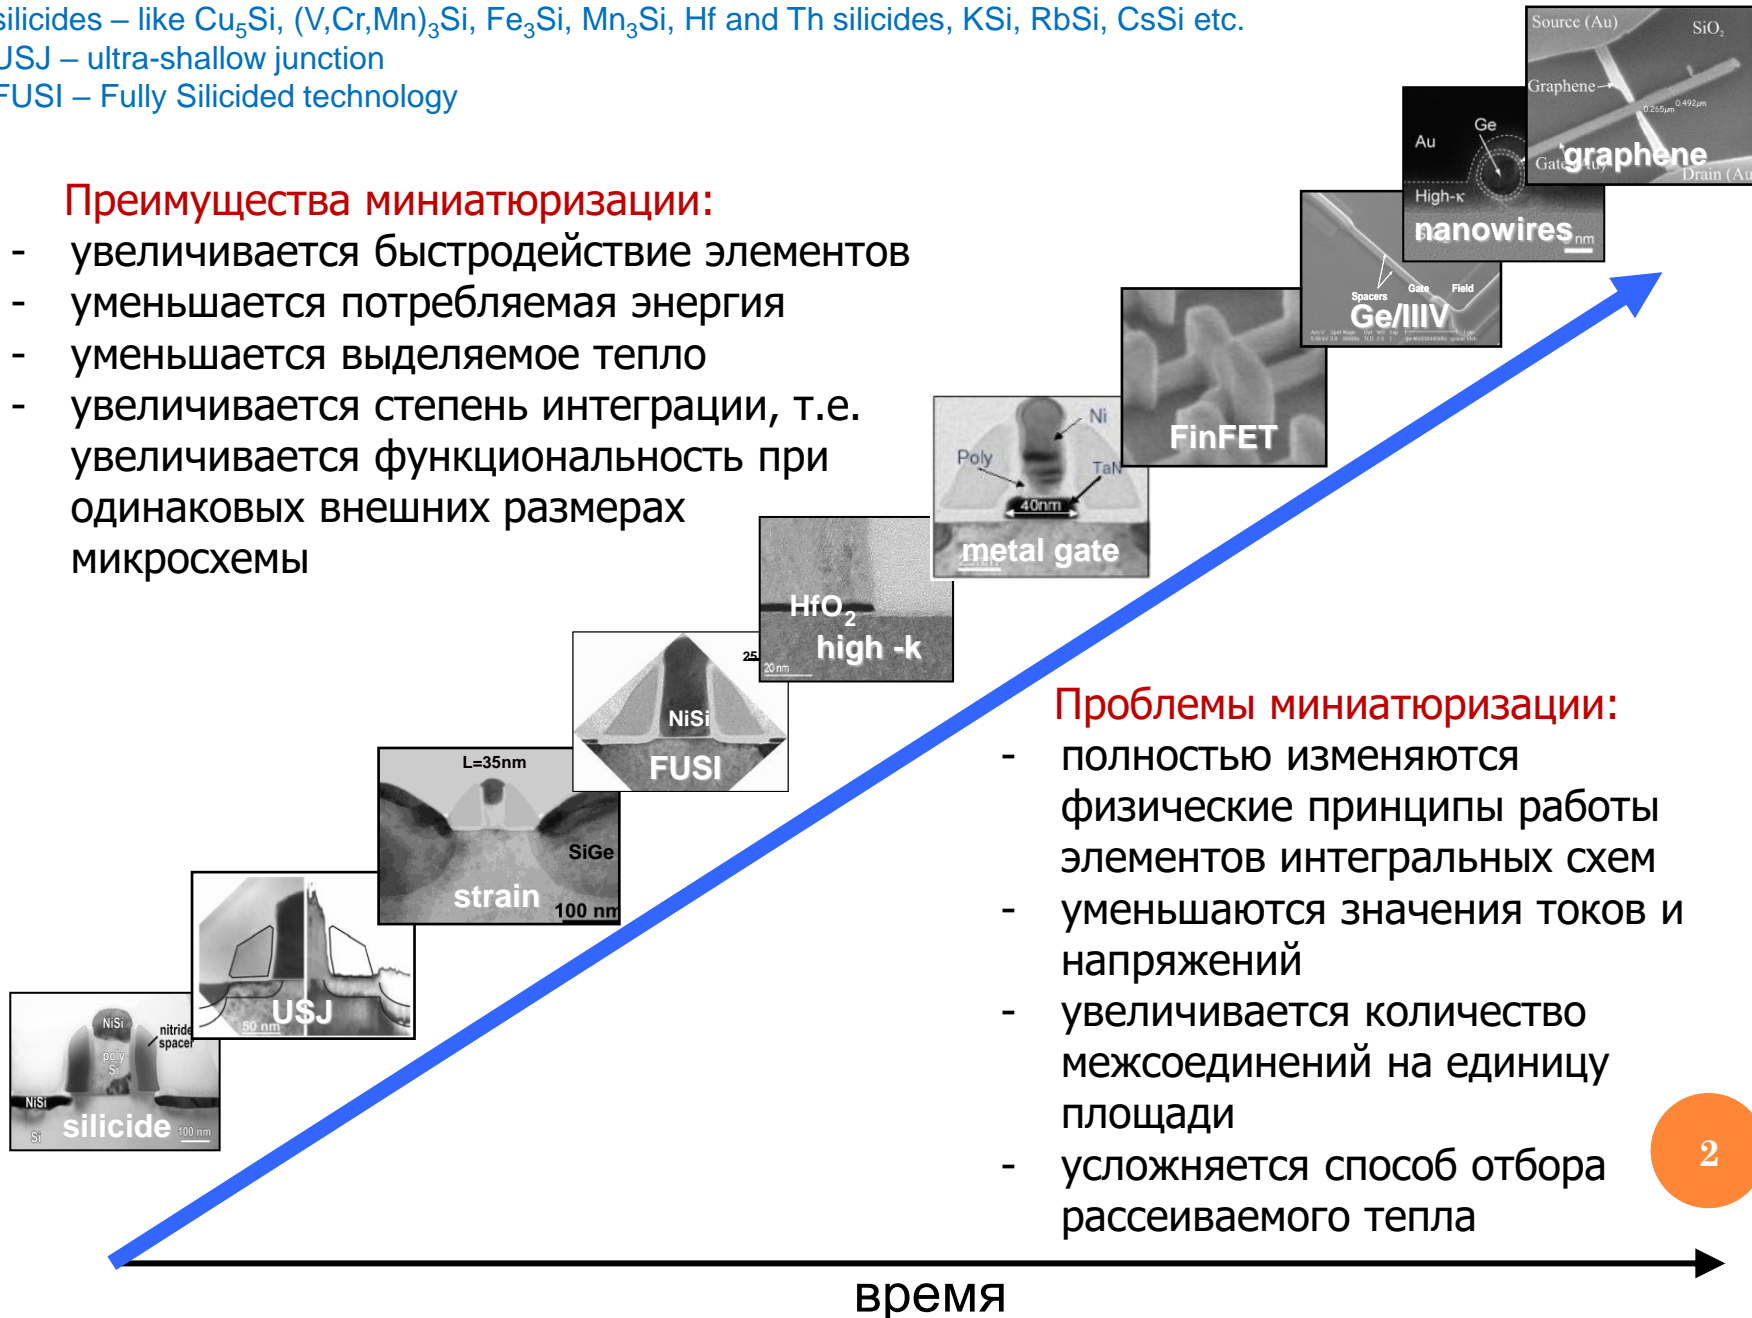 silicides – like Cu5Si, (V,Cr,Mn)3Si, Fe3Si, Mn3Si, Hf and Th silicides, KSi, RbSi, CsSi etc.
USJ – ultra-shallow junction
FUSI – Fully Silicided technology
Преимущества миниатюризации:
- увеличивается быстродействие элементов
- уменьшается потребляемая энергия
- уменьшается выделяемое тепло
- увеличивается степень интеграции, т.е.
увеличивается функциональность при
одинаковых внешних размерах
микросхемы
Source (Au)
SiO2
Graphene
0.265µm
0.492µm
graphene
Drain (Au
Au
Ge
High-κ
nanowires
nm
Spacers
Gate
Field
Ge/IIIV
FinFET
Ni
Poly
TaN
40nm
metal gate
HfO2
high -k
20 nm
25
NiSi
FUSI
L=35nm
SiGe
strain
100 nm
USJ
50 nm
NiSi
nitride
spacer
poly
Si
NiSi
Si
silicide
100 nm
Проблемы миниатюризации:
- полностью изменяются
физические принципы работы
элементов интегральных схем
- уменьшаются значения токов и
напряжений
- увеличивается количество
межсоединений на единицу
площади
- усложняется способ отбора
рассеиваемого тепла
2
время